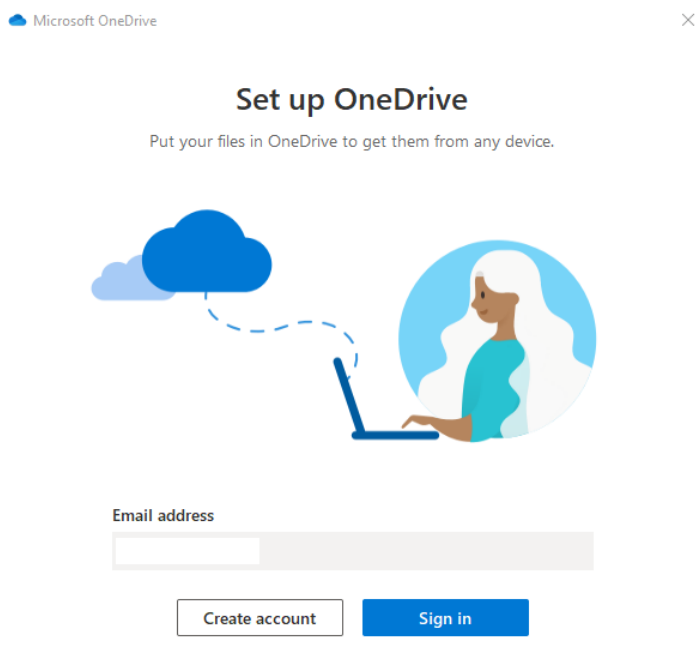 Microsoft OneDrive
Set up OneDrive
Put your files in OneDrive to get them from any device.
Email address
Create account
Sign in